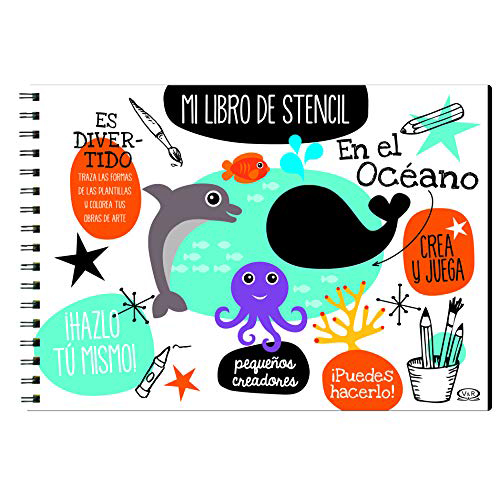 MI LIBRO DE STENCIL
ES
DIVER-
TIDO
TRAZA LAS FORMAS
DE LAS PLANTILLAS
Y COLOREA TUS
OBRAS DE ARTE
En el
Océano
CREA
Y JUEGA
¡HAZLO
TÚ MISMO!
pequeños
creadores
¡Puedes
hacerlo!
V&R